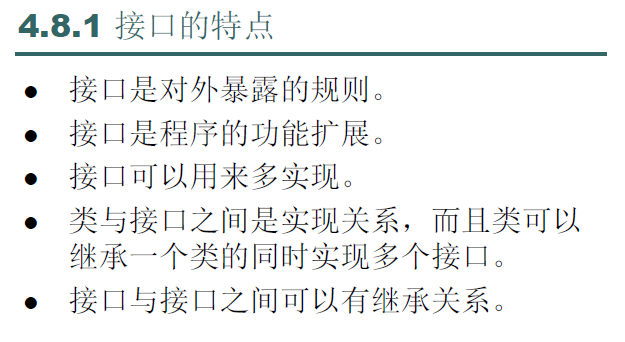 4.8.1 接口的特点
● 接口是对外暴露的规则。
● 接口是程序的功能扩展。
● 接口可以用来多实现。
● 类与接口之间是实现关系，而且类可以
继承一个类的同时实现多个接口。
● 接口与接口之间可以有继承关系。